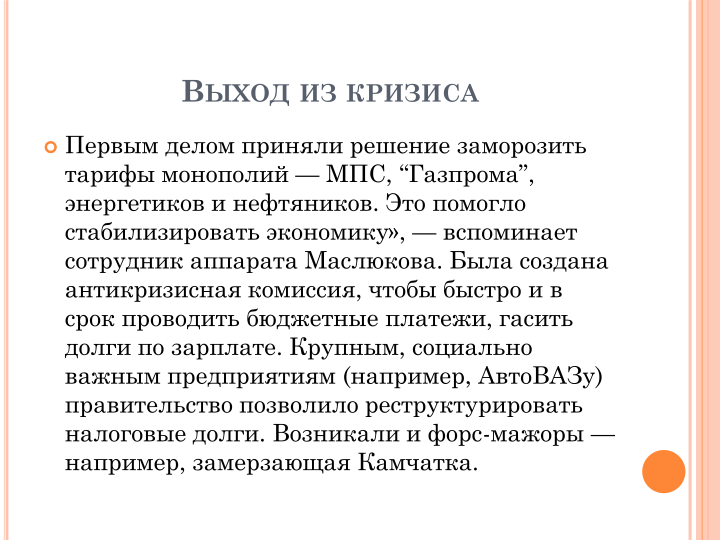 Выход из кризиса
Первым делом приняли решение заморозить
тарифы монополий — МПС, “Газпрома”,
энергетиков и нефтяников. Это помогло
стабилизировать экономику», — вспоминает
сотрудник аппарата Маслюкова. Была создана
антикризисная комиссия, чтобы быстро и в
срок проводить бюджетные платежи, гасить
долги по зарплате. Крупным, социально
важным предприятиям (например, АвтоВАЗу)
правительство позволило реструктурировать
налоговые долги. Возникали и форс-мажоры —
например, замерзающая Камчатка.